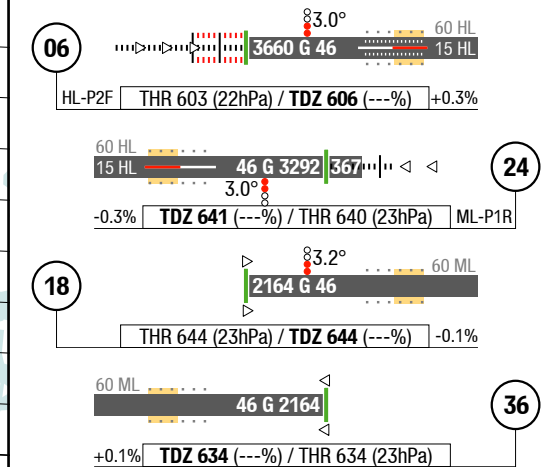 3.0° 60 HL
06 3660 G 46 15 HL
HL-P2F THR 603 (22hPa) / TDZ 606 (---%) +0.3%
60 HL
15 HL 46 G 3292 367 24
3.0°
-0.3% TDZ 641 (---%) / THR 640 (23hPa) ML-P1R
3.2° 60 ML
18 2164 G 46
THR 644 (23hPa) / TDZ 644 (---%) -0.1%
60 ML
46 G 2164 36
+0.1% TDZ 634 (---%) / THR 634 (23hPa)